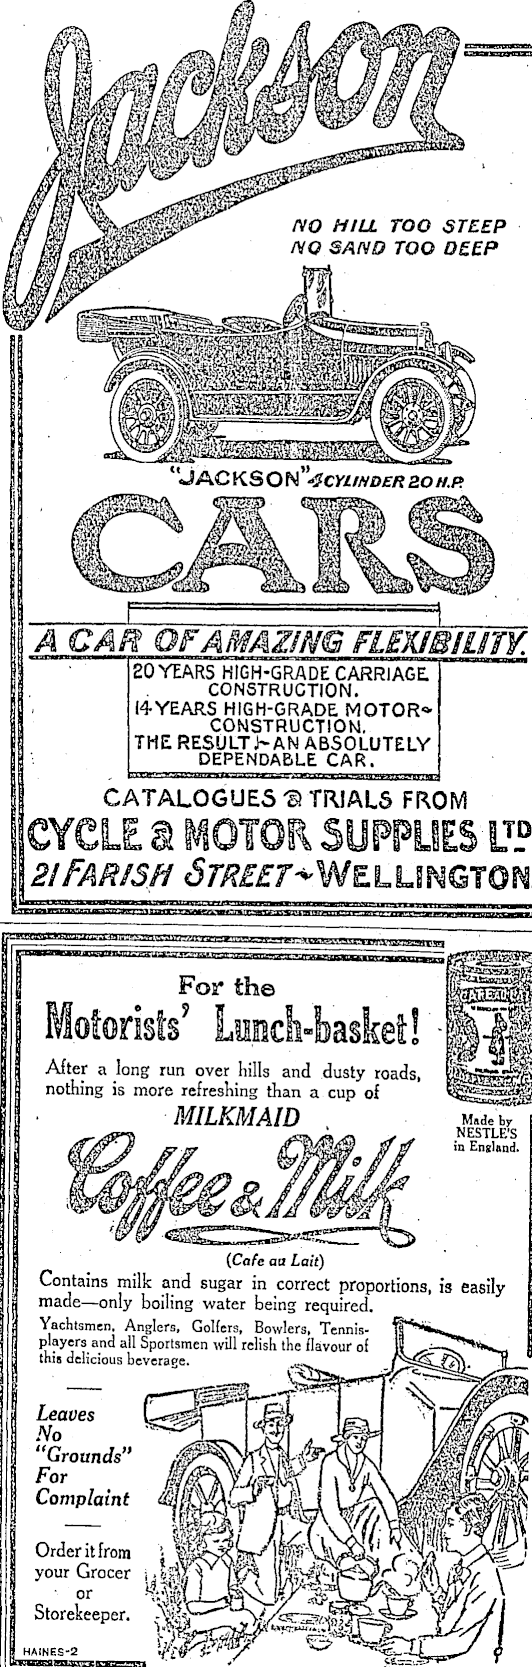 Jackson
NO HILL TOO STEEP
NO SAND TOO DEEP
"JACKSON" 4 CYLINDER 20 H.P.
CARS
A CAR OF AMAZING FLEXIBILITY.
20 YEARS HIGH-GRADE CARRIAGE
CONSTRUCTION.
14 YEARS HIGH-GRADE MOTOR~
CONSTRUCTION.
THE RESULT:~AN ABSOLUTELY
DEPENDABLE CAR.
CATALOGUES & TRIALS FROM
CYCLE & MOTOR SUPPLIES LTD
21 FARISH STREET~WELLINGTON
For the
Motorists' Lunch-basket!
After a long run over hills and dusty roads,
nothing is more refreshing than a cup of
MILKMAID
Coffee & Milk
(Cafe au Lait)
Made by
NESTLE'S
in England.
Contains milk and sugar in correct proportions, is easily
made—only boiling water being required.
Yachtsmen, Anglers, Golfers, Bowlers, Tennis-
players and all Sportsmen will relish the flavour of
this delicious beverage.
Leaves
No
"Grounds"
For
Complaint
Order it from
your Grocer
or
Storekeeper.
HAINES-2